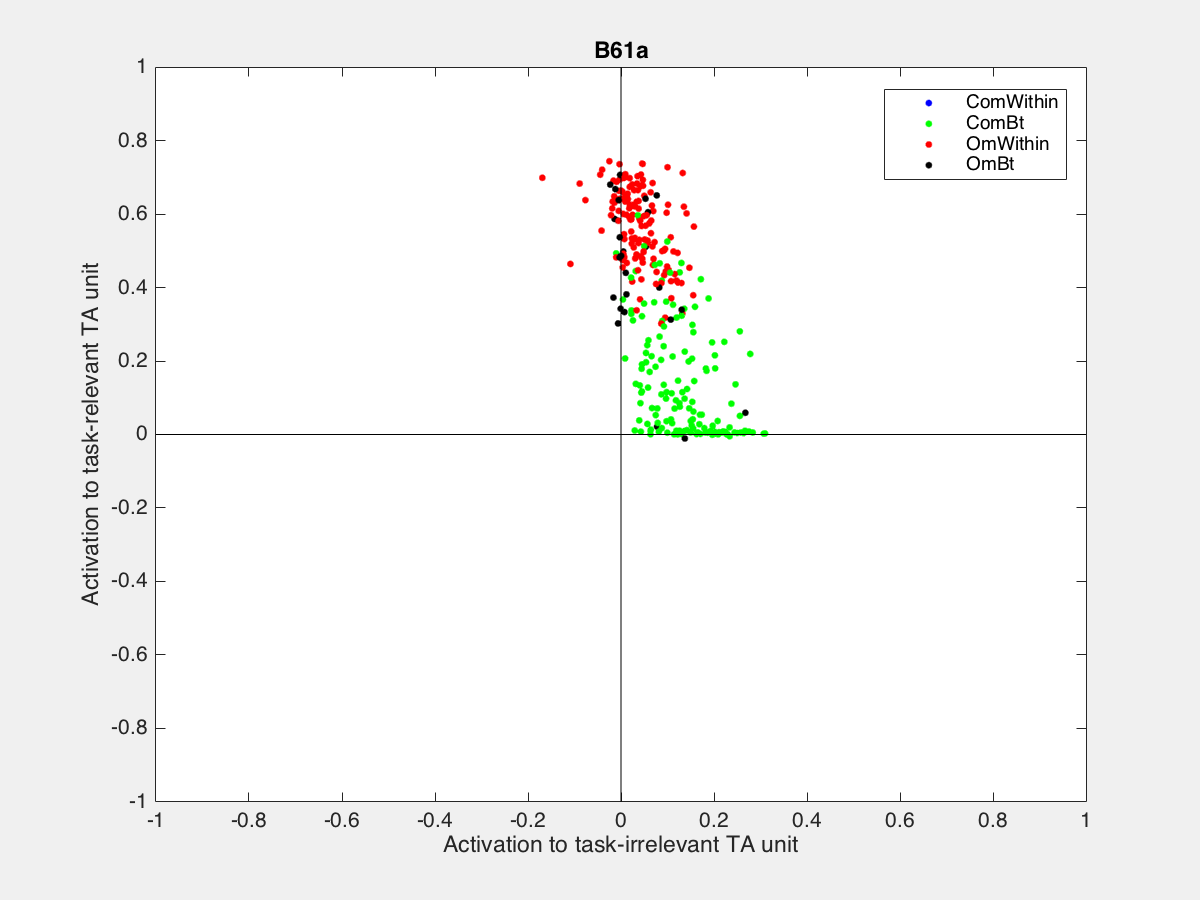 B61a
1
0.8
0.6
0.4
0.2
0
-0.2
-0.4
-0.6
-0.8
-1
Activation to task-relevant TA unit
ComWithin
ComBt
OmWithin
OmBt
-1 -0.8 -0.6 -0.4 -0.2 0 0.2 0.4 0.6 0.8 1
Activation to task-irrelevant TA unit